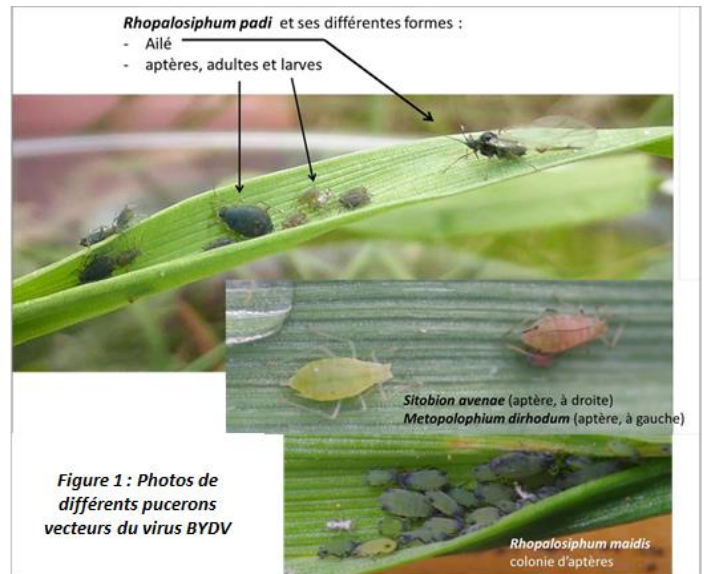 Rhopalosiphum padi et ses différentes formes :
- Ailé
- aptères, adultes et larves
Sitobion avenae (aptère, à droite)
Metopolophium dirhodum (aptère, à gauche)
Figure 1 : Photos de
différents pucerons
vecteurs du virus BYDV
Rhopalosiphum maidis
colonie d'aptères